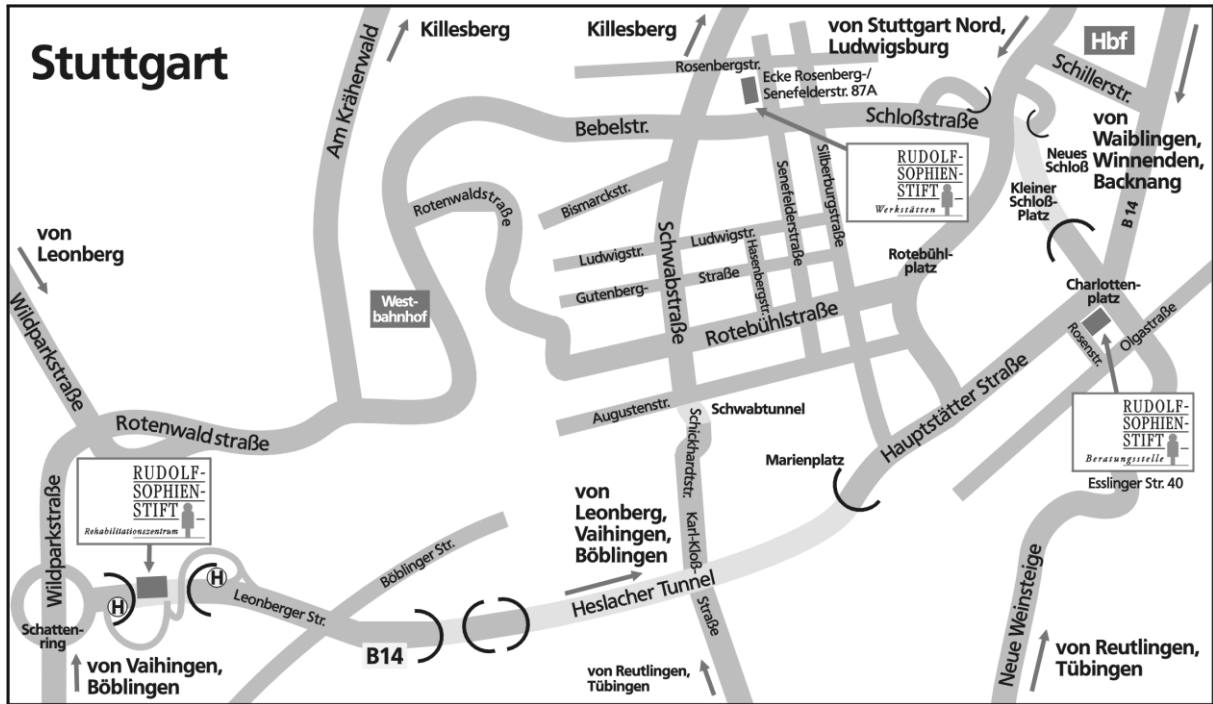 Stuttgart
Killesberg
Killesberg
von Stuttgart Nord,
Ludwigsburg
Hbf
Am Kräherwald
Rosenbergstr.
Ecke Rosenberg-/
Senefelderstr. 87A
Schillerstr.
Bebelstr.
Schloßstraße
von
Waiblingen,
Winnenden,
Backnang
Neues
Schloß
Kleiner
Schloß-
Platz
B 14
RUDOLF-
SOPHIEN-
STIFT
Werkstätten
Silberburgstraße
Senefelderstraße
Bismarckstr.
Rotenwaldstraße
von
Leonberg
Schwabstraße
Ludwigstr.
Ludwigstr.
Hasenbergstr.
Gutenberg-
Straße
Rotebühl-
platz
Charlotten-
platz
West-
bahnhof
Rotebühlstraße
Wildparkstraße
Rosenstr.
Olgastraße
Hauptstätter Straße
Augustenstr.
Schwabtunnel
Schickhardtstr.
Rotenwaldstraße
RUDOLF-
SOPHIEN-
STIFT
Beratungsstelle
Esslinger Str. 40
Marienplatz
RUDOLF-
SOPHIEN-
STIFT
Rehabilitationszentrum
Wildparkstraße
von
Leonberg,
Vaihingen,
Böblingen
Karl-Kloß-
Straße
Böblinger Str.
Heslacher Tunnel
H
H
Leonberger Str.
Schatten-
ring
B14
Neue Weinsteige
von Vaihingen,
Böblingen
von Reutlingen,
Tübingen
von Reutlingen,
Tübingen